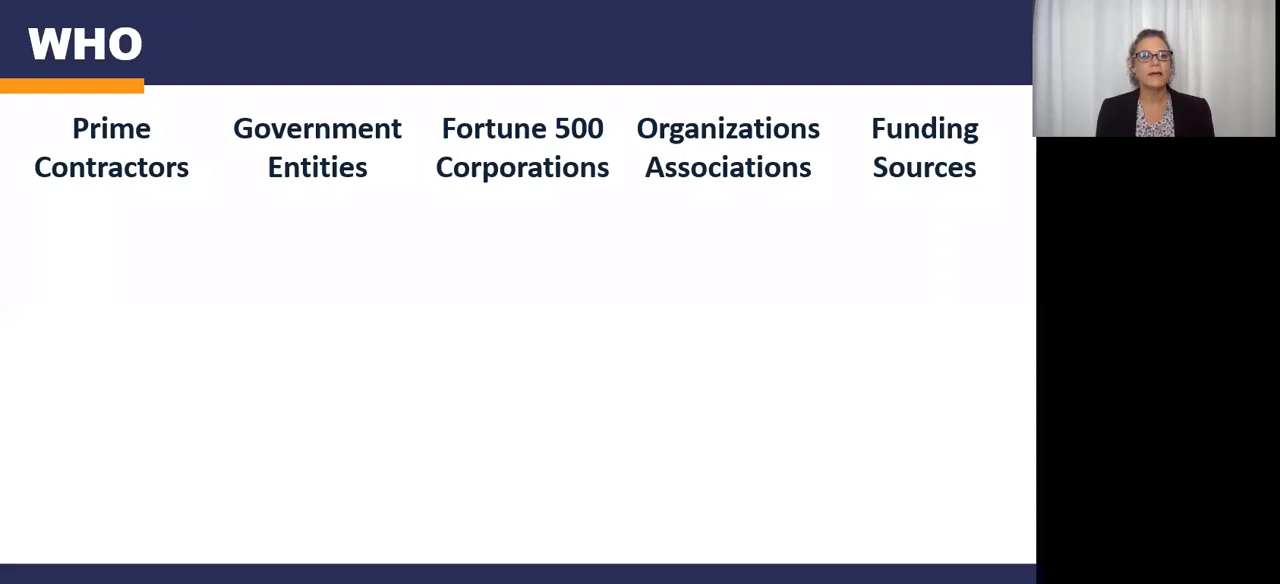 WHO
Prime
Contractors
Government
Entities
Fortune 500
Corporations
Organizations
Associations
Funding
Sources